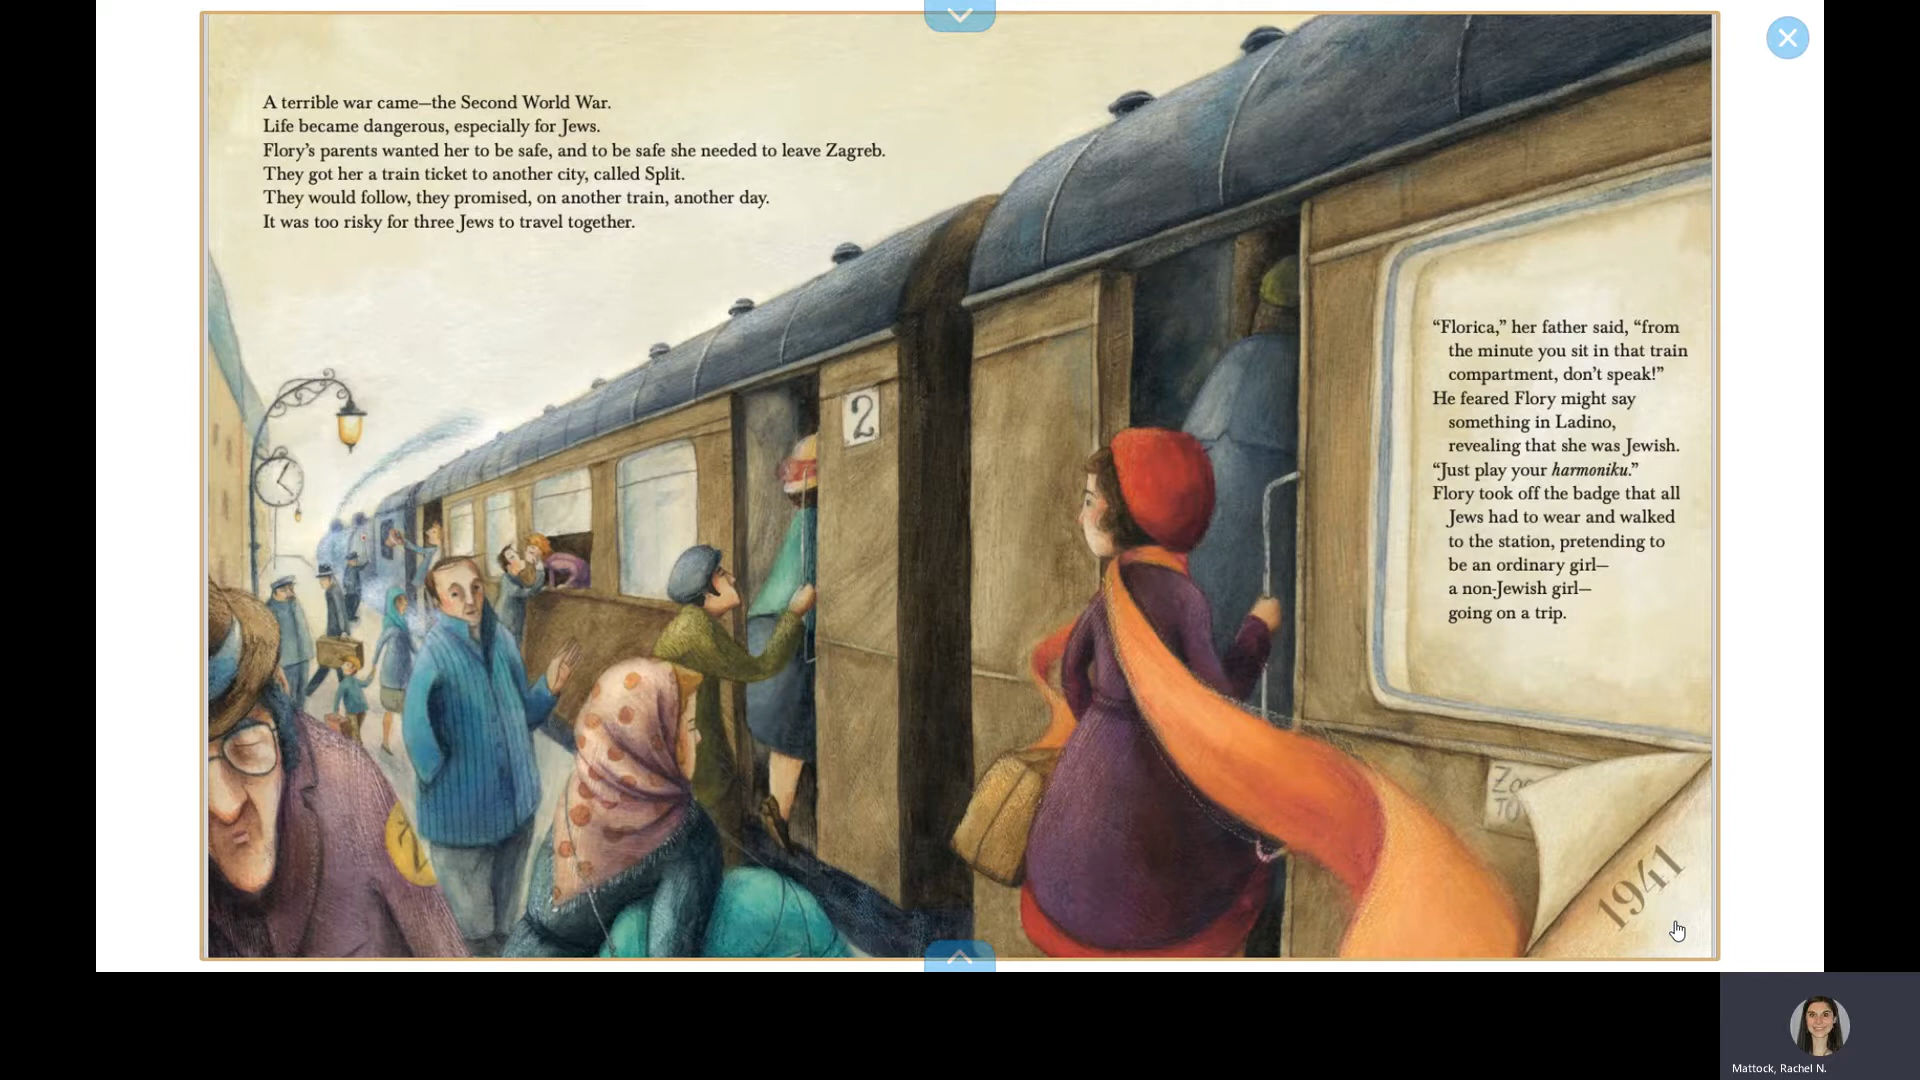 A terrible war came—the Second World War.
Life became dangerous, especially for Jews.
Flory’s parents wanted her to be safe, and to be safe she needed to leave Zagreb.
They got her a train ticket to another city, called Split.
They would follow, they promised, on another train, another day.
It was too risky for three Jews to travel together.
2
“Florica,” her father said, “from
the minute you sit in that train
compartment, don’t speak!”
He feared Flory might say
something in Ladino,
revealing that she was Jewish.
“Just play your harmoniku.”
Flory took off the badge that all
Jews had to wear and walked
to the station, pretending to
be an ordinary girl—
a non-Jewish girl—
going on a trip.
1941
Mattock, Rachel N.